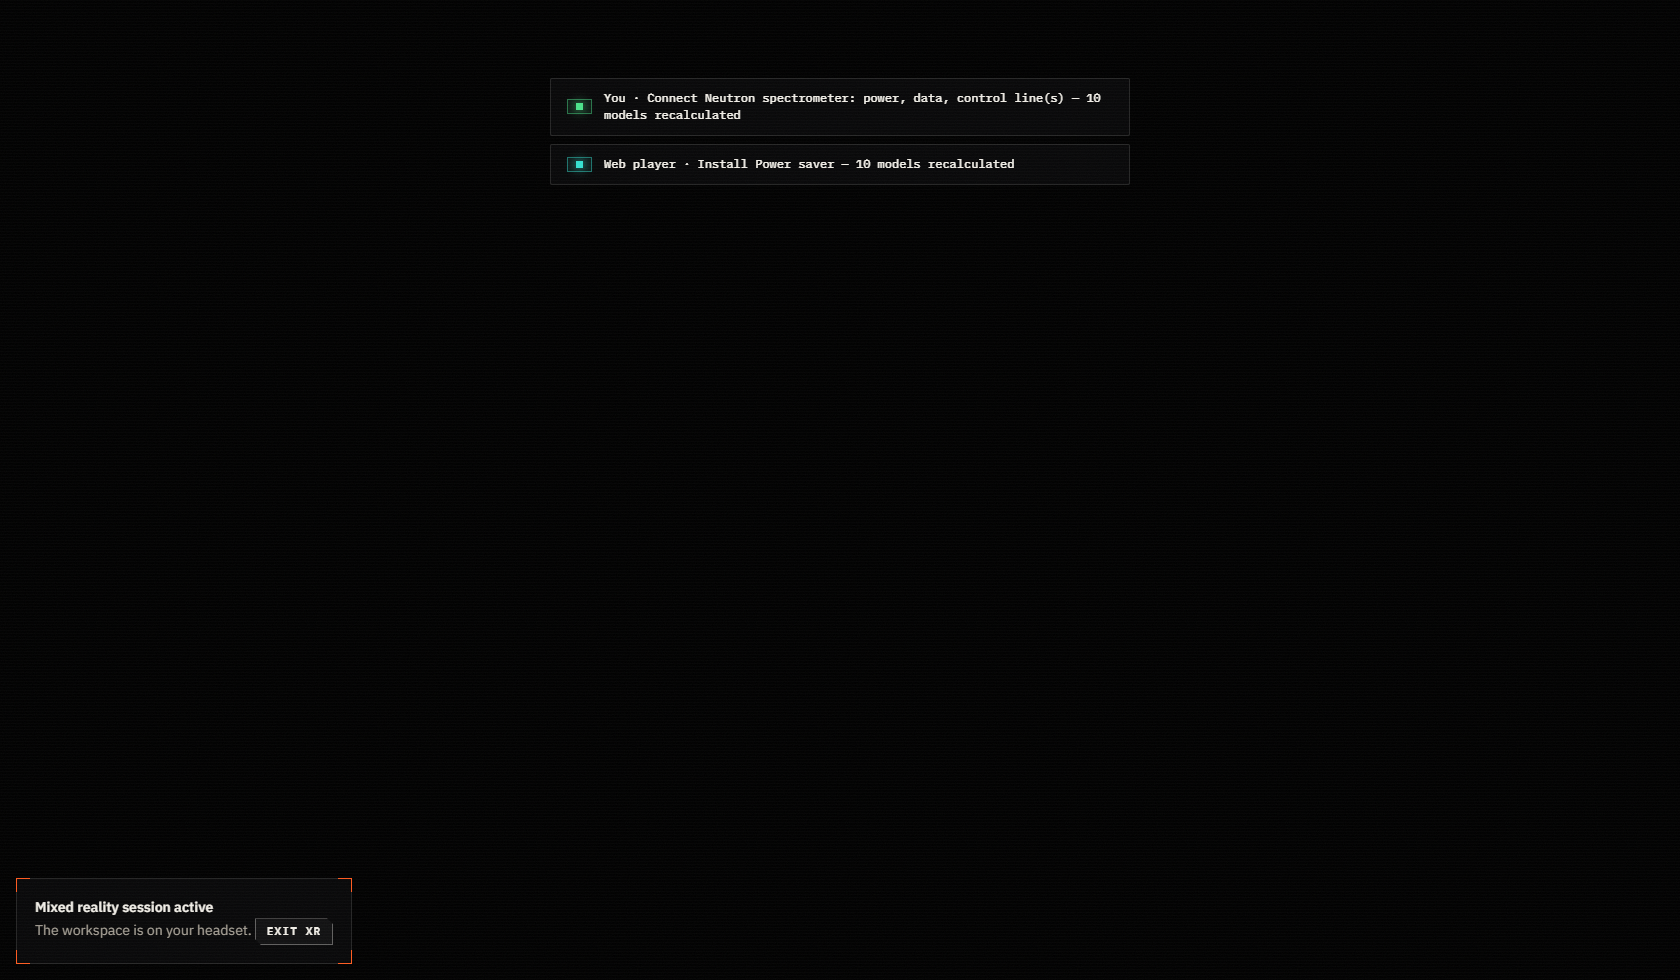 You · Connect Neutron spectrometer: power, data, control line(s) — 10
models recalculated
Web player · Install Power saver — 10 models recalculated
Mixed reality session active
The workspace is on your headset. EXIT XR